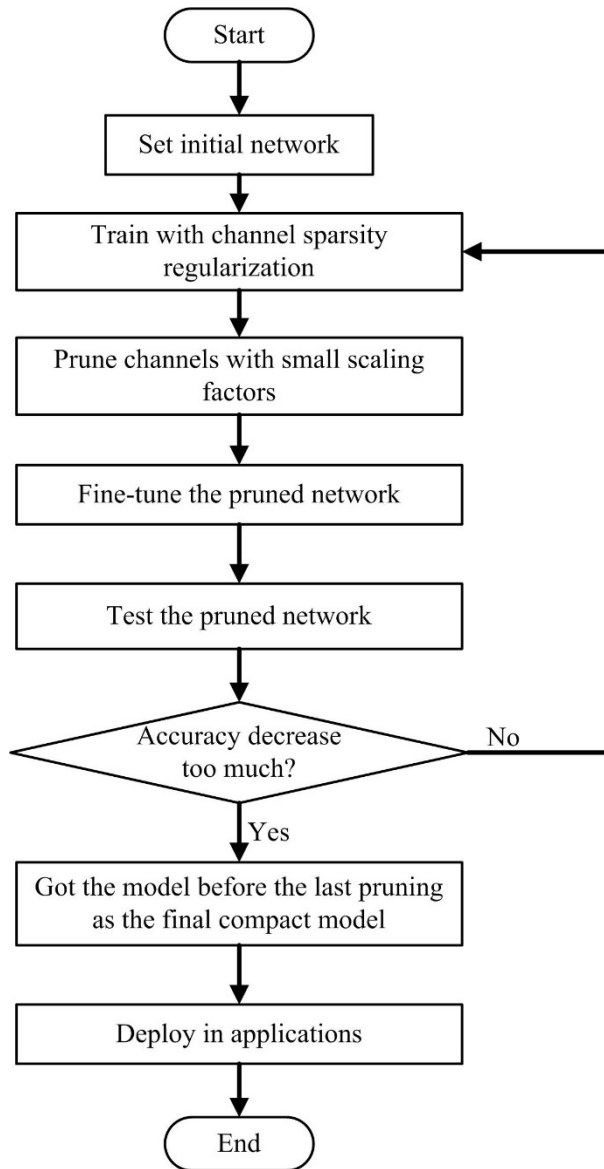 Start
Set initial network
Train with channel sparsity
regularization
Prune channels with small scaling
factors
Fine-tune the pruned network
Test the pruned network
Accuracy decrease
too much?
No
Yes
Got the model before the last pruning
as the final compact model
Deploy in applications
End